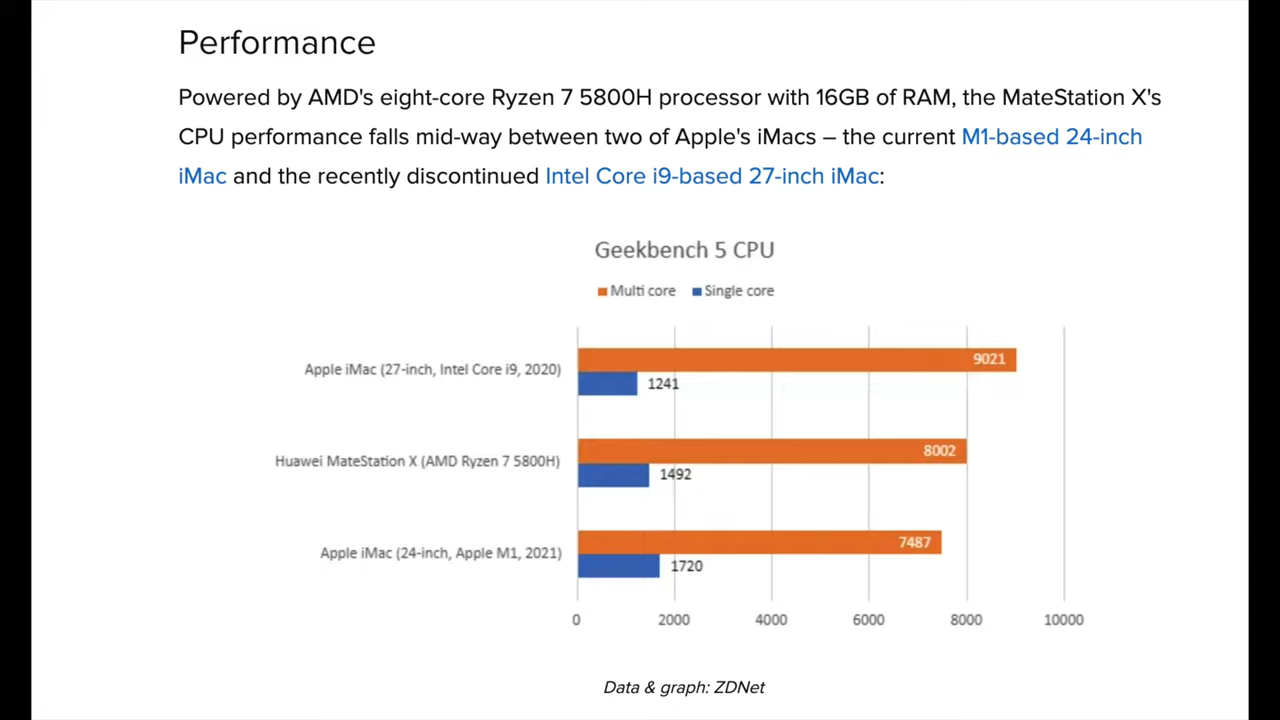 Performance
Powered by AMD's eight-core Ryzen 7 5800H processor with 16GB of RAM, the MateStation X's
CPU performance falls mid-way between two of Apple's iMacs – the current M1-based 24-inch
iMac and the recently discontinued Intel Core i9-based 27-inch iMac:
Geekbench 5 CPU
Multi core Single core
Apple iMac (27-inch, Intel Core i9, 2020)
9021
1241
Huawei MateStation X (AMD Ryzen 7 5800H)
8002
1492
Apple iMac (24-inch, Apple M1, 2021)
7487
1720
0 2000 4000 6000 8000 10000
Data & graph: ZDNet